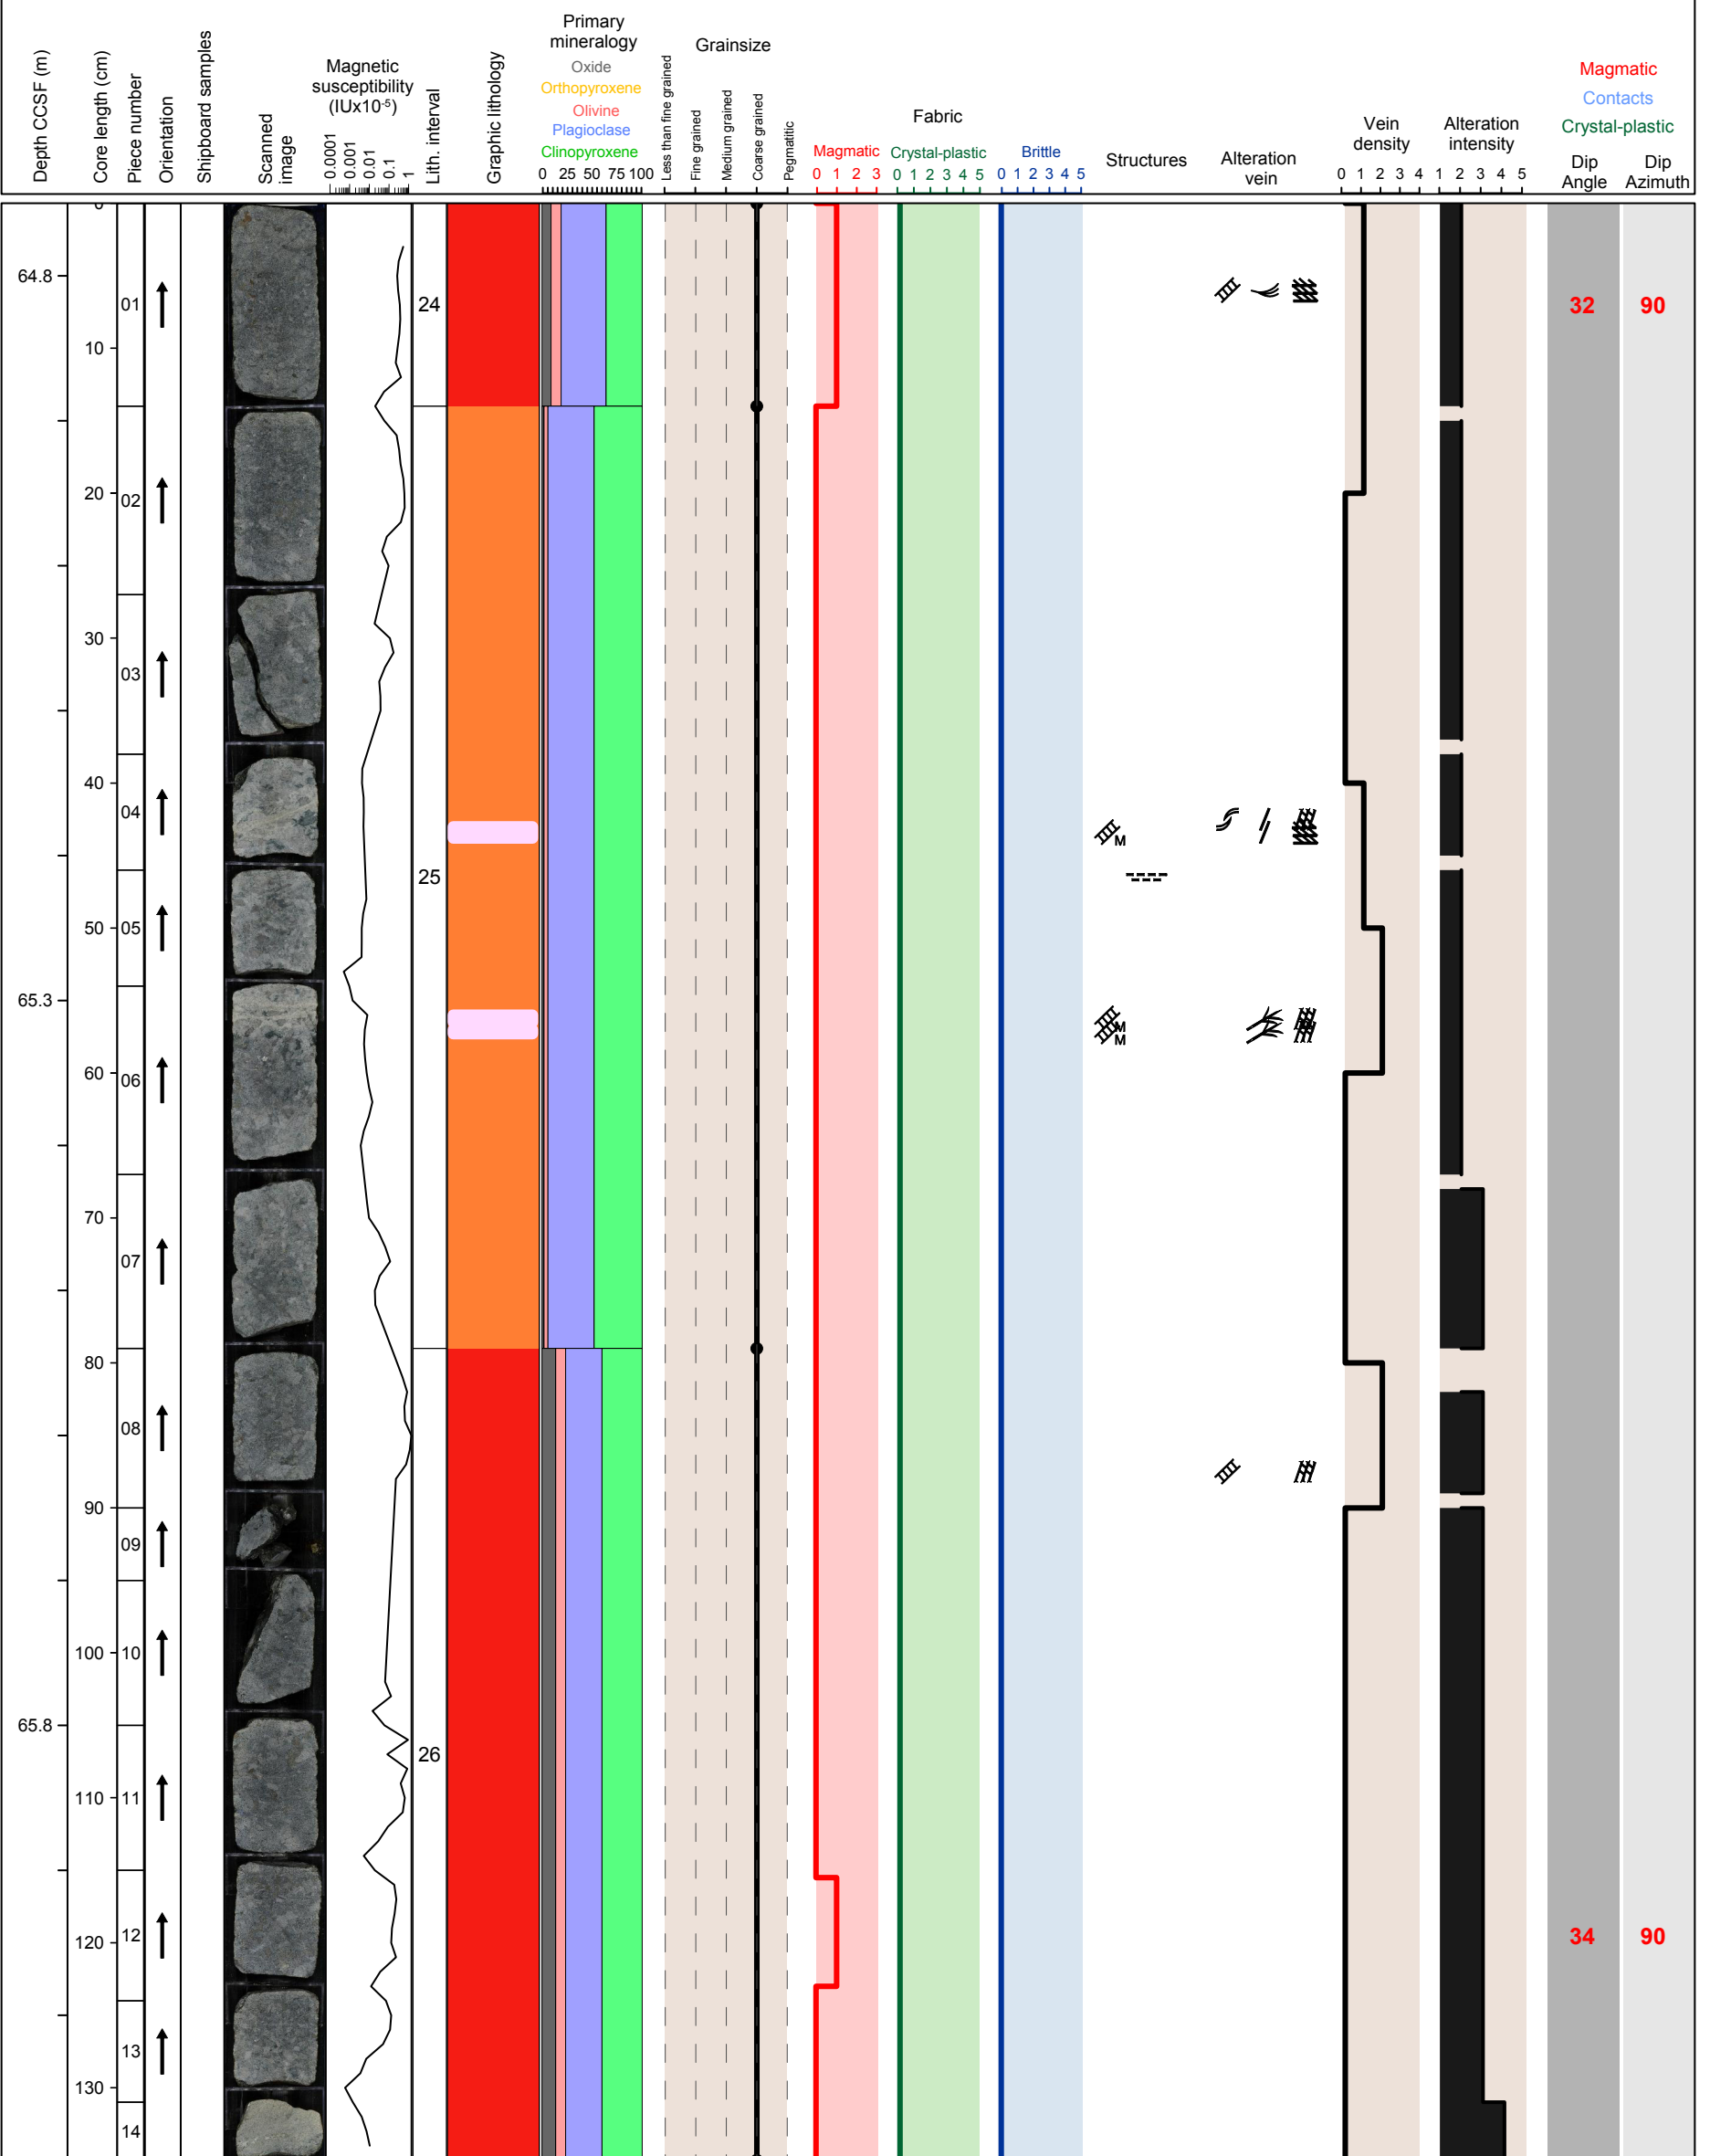 Depth CCSF (m)
Core length (cm)
Piece number
Orientation
Shipboard samples
Scanned
image
Magnetic
susceptibility
(IUx10-5)
0.0001
0.001
0.01
0.1
1
Lith. interval
Graphic lithology
Primary
mineralogy
Oxide
Orthopyroxene
Olivine
Plagioclase
Clinopyroxene
0 25 50 75 100
Grainsize
Less than fine grained
Fine grained
Medium grained
Coarse grained
Pegmatitic
Fabric
Magmatic
0 1 2 3
Crystal-plastic
0 1 2 3 4 5
Brittle
0 1 2 3 4 5
Structures
Alteration
vein
Vein
density
0 1 2 3 4
Alteration
intensity
1 2 3 4 5
Magmatic
Contacts
Crystal-plastic
Dip
Angle
Dip
Azimuth
0
64.8
01
24
32 90
10
20
02
30
03
40
04
M
25
50
05
65.3
M
M
60
06
70
07
80
08
90
09
100
10
65.8
26
110
11
120
12
34 90
13
130
14